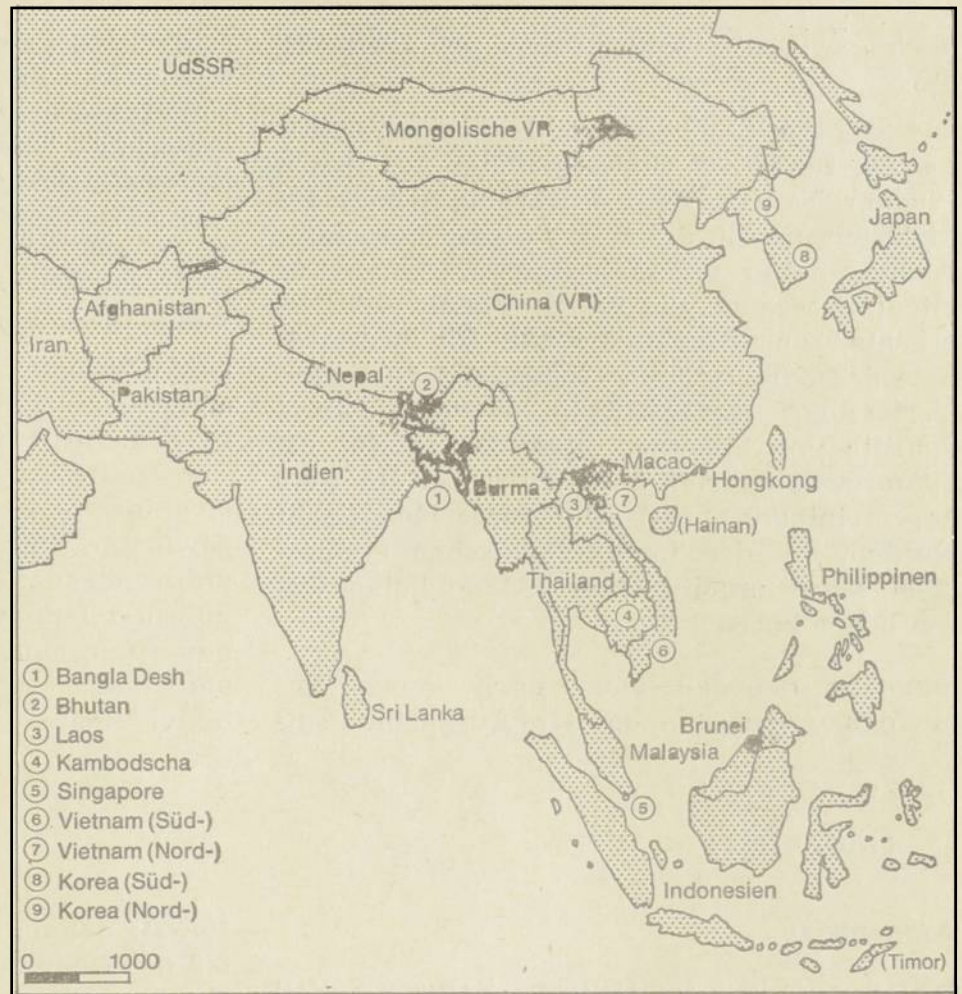 UdSSR
Mongolische VR
⑨
Japan
⑧
Afghanistan
China (VR)
Iran
Nepal
②
Pakistan
Indien
Macao
Hongkong
①
Burma
③
⑦
(Hainan)
Thailand
Philippinen
④
⑥
① Bangla Desh
② Bhutan
Sri Lanka
③ Laos
Brunei
④ Kambodscha
Malaysia
⑤ Singapore
⑤
⑥ Vietnam (Süd-)
⑦ Vietnam (Nord-)
⑧ Korea (Süd-)
Indonesien
⑨ Korea (Nord-)
0 1000
(Timor)